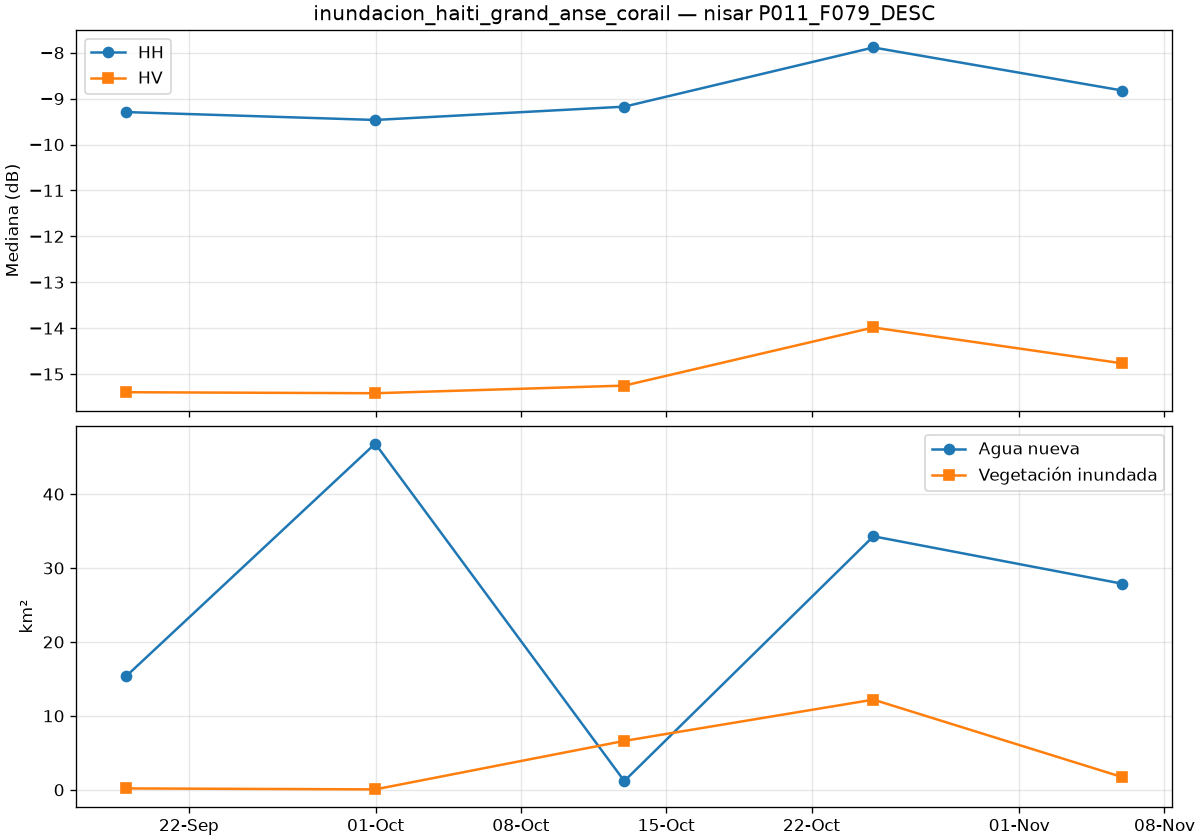 inundacion_haiti_grand_anse_corail — nisar P011_F079_DESC
HH
HV
Mediana (dB)
−8
−9
−10
−11
−12
−13
−14
−15
Agua nueva
Vegetación inundada
km²
40
30
20
10
0
22-Sep
01-Oct
08-Oct
15-Oct
22-Oct
01-Nov
08-Nov